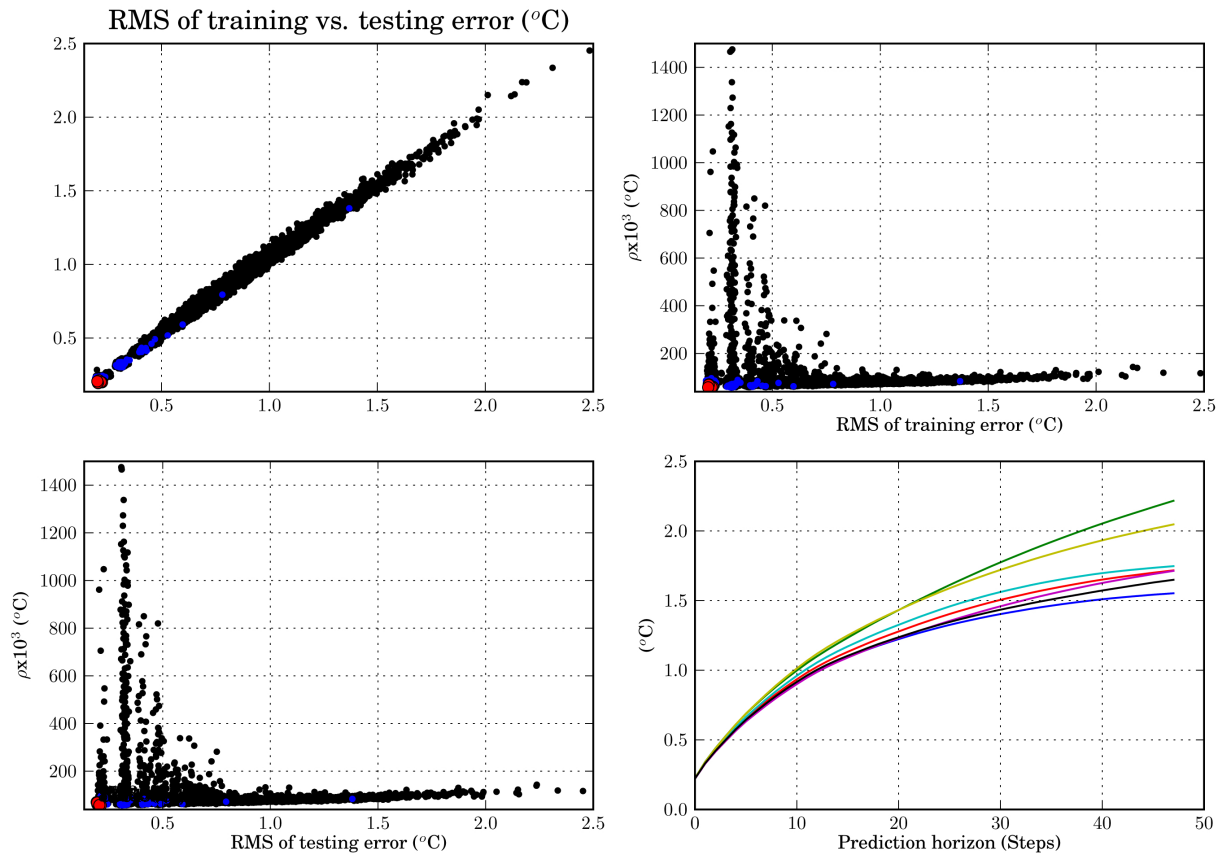 RMS of training vs. testing error (°C)
2.5
2.0
1.5
1.0
0.5
0.5 1.0 1.5 2.0 2.5
1400
1200
1000
800
600
400
200
ρx10³ (°C)
0.5 1.0 1.5 2.0 2.5
RMS of training error (°C)
1400
1200
1000
800
600
400
200
ρx10³ (°C)
0.5 1.0 1.5 2.0 2.5
RMS of testing error (°C)
2.5
2.0
1.5
1.0
0.5
0.0
(°C)
0 10 20 30 40 50
Prediction horizon (Steps)